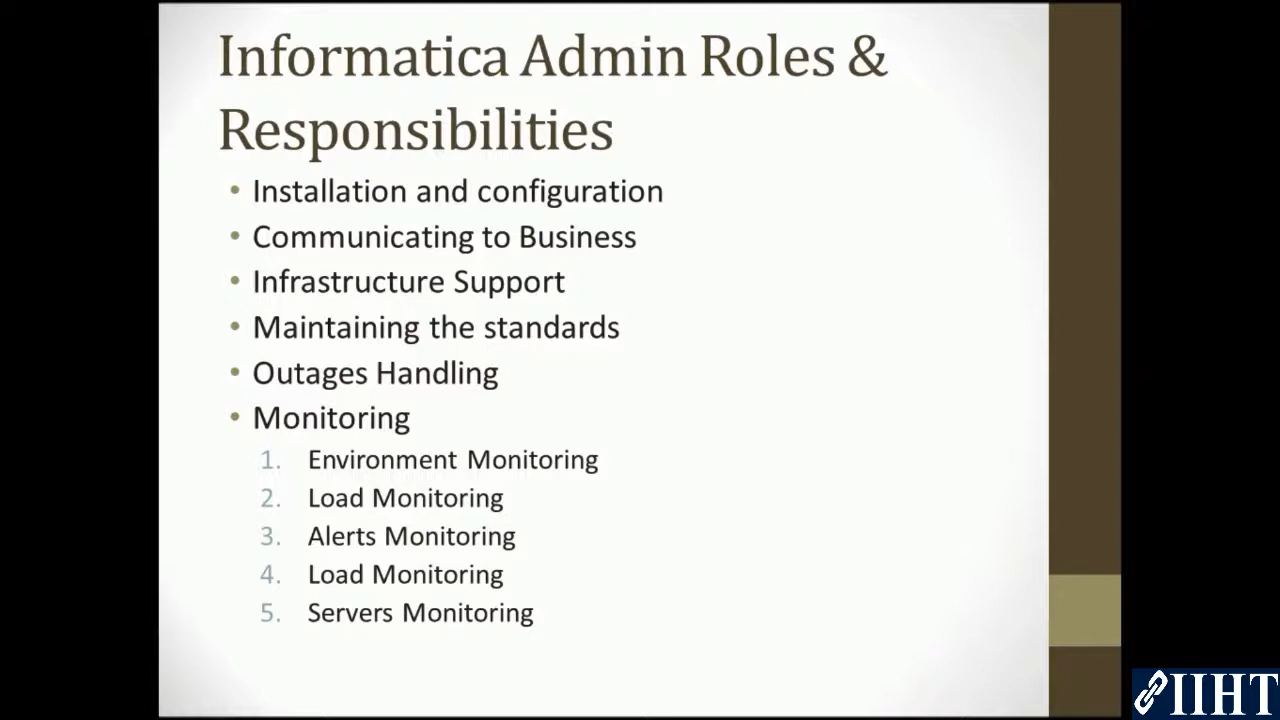 Informatica Admin Roles &
Responsibilities
• Installation and configuration
• Communicating to Business
• Infrastructure Support
• Maintaining the standards
• Outages Handling
• Monitoring
1. Environment Monitoring
2. Load Monitoring
3. Alerts Monitoring
4. Load Monitoring
5. Servers Monitoring
IIHT